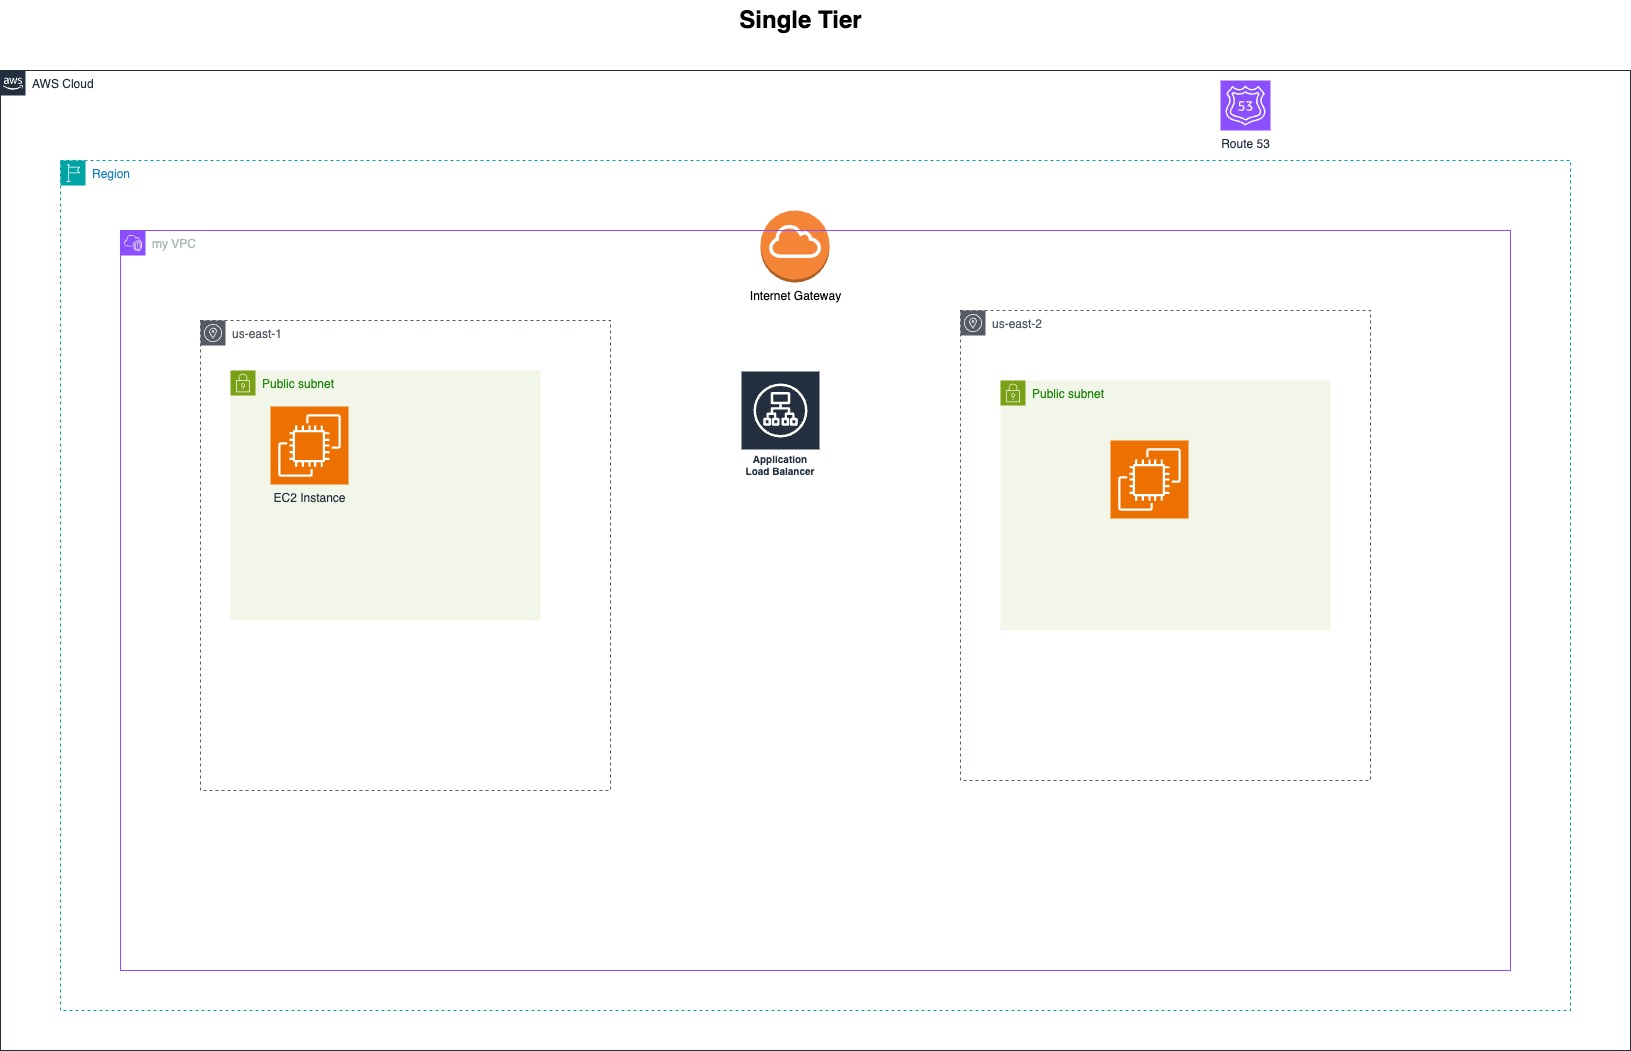 Single Tier
aws
AWS Cloud
53
Route 53
Region
my VPC
Internet Gateway
us-east-1
us-east-2
Public subnet
Public subnet
Application
Load Balancer
EC2 Instance